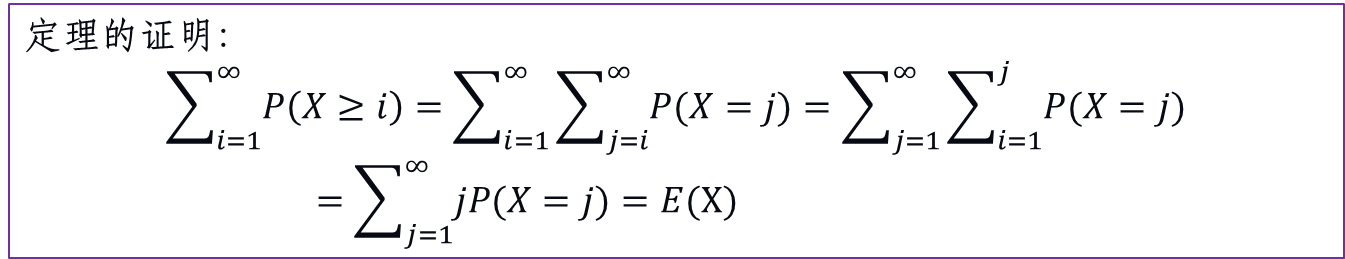 定理的证明:
∑_{i=1}^{∞} P(X ≥ i) = ∑_{i=1}^{∞} ∑_{j=i}^{∞} P(X = j) = ∑_{j=1}^{∞} ∑_{i=1}^{j} P(X = j)
= ∑_{j=1}^{∞} jP(X = j) = E(X)